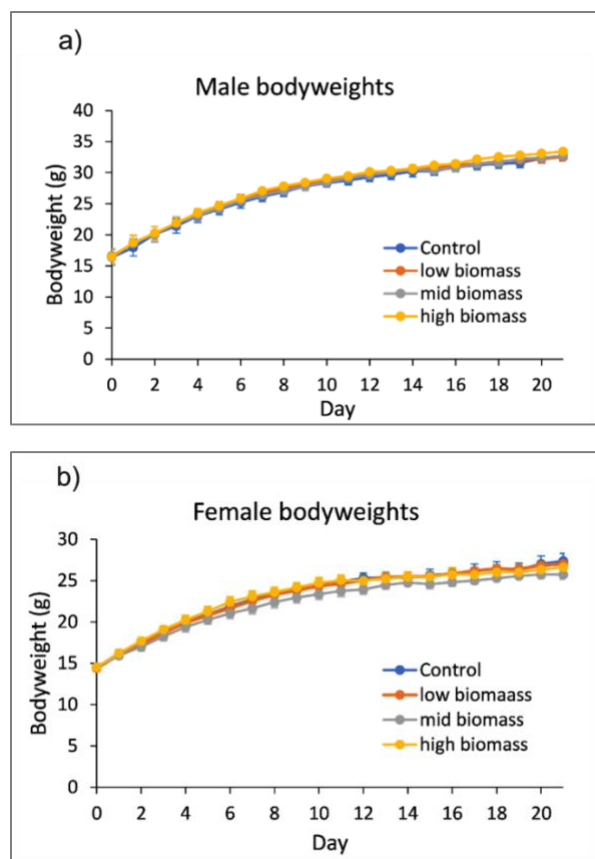 a)
Male bodyweights
40
35
30
25
20
15
10
5
0
Bodyweight (g)
Control
low biomass
mid biomass
high biomass
0 2 4 6 8 10 12 14 16 18 20
Day
b)
Female bodyweights
30
25
20
15
10
5
0
Bodyweight (g)
Control
low biomaass
mid biomass
high biomass
0 2 4 6 8 10 12 14 16 18 20
Day